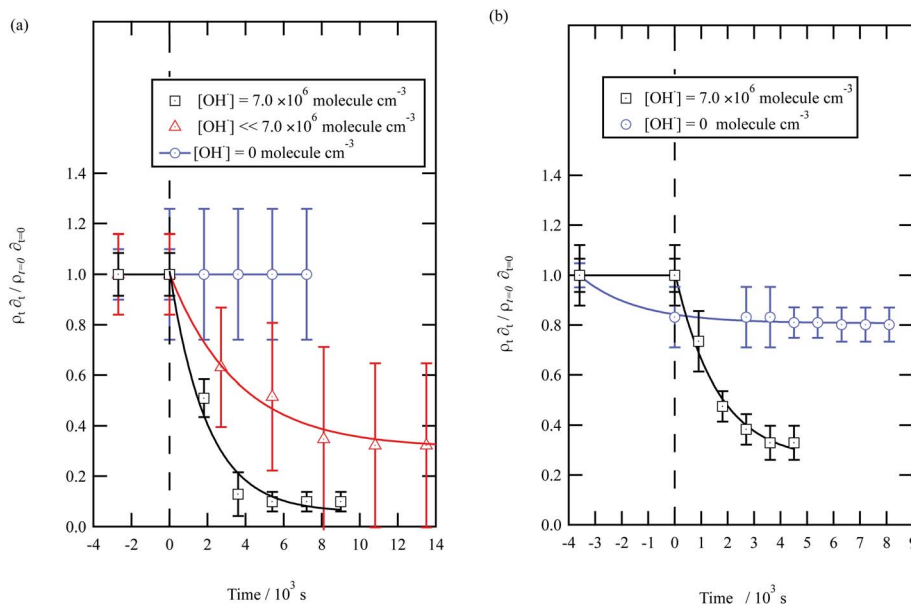 (a)
[OH·] = 7.0 ×10⁶ molecule cm⁻³
[OH·] << 7.0 ×10⁶ molecule cm⁻³
[OH·] = 0 molecule cm⁻³
1.4
1.2
1.0
0.8
0.6
0.4
0.2
0.0
ρₜ ∂ₜ / ρₜ₌₀ ∂ₜ₌₀
-4 -2 0 2 4 6 8 10 12 14
Time / 10³ s
(b)
[OH·] = 7.0 ×10⁶ molecule cm⁻³
[OH·] = 0 molecule cm⁻³
1.4
1.2
1.0
0.8
0.6
0.4
0.2
0.0
ρₜ ∂ₜ / ρₜ₌₀ ∂ₜ₌₀
-4 -3 -2 -1 0 1 2 3 4 5 6 7 8 9
Time / 10³ s